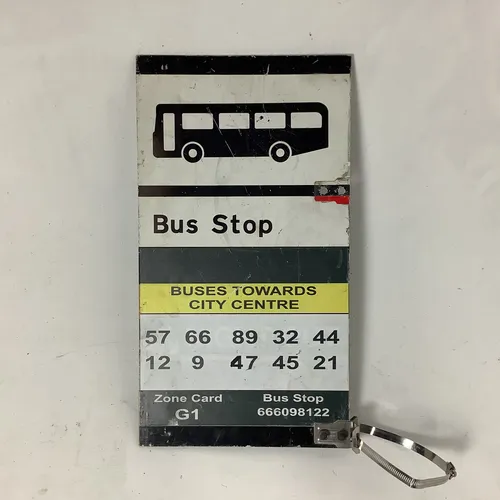 Bus Stop
BUSES TOWARDS
CITY CENTRE
57 66 89 32 44
12 9 47 45 21
Zone Card Bus Stop
G1 666098122